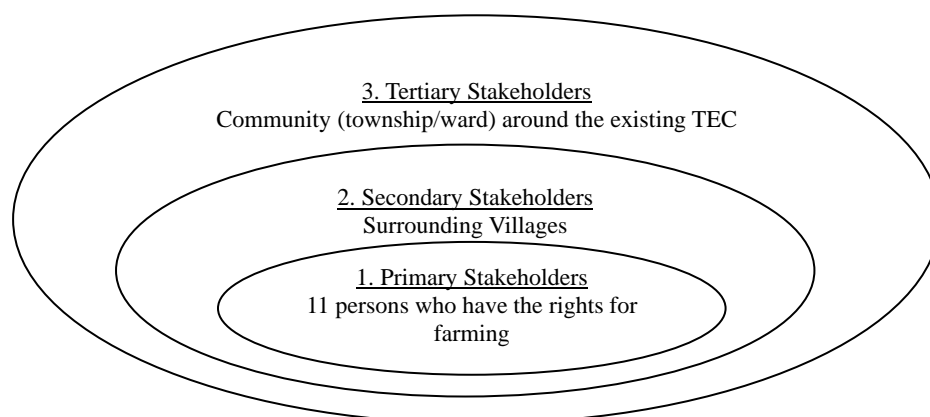 3. Tertiary Stakeholders
Community (township/ward) around the existing TEC
2. Secondary Stakeholders
Surrounding Villages
1. Primary Stakeholders
11 persons who have the rights for
farming